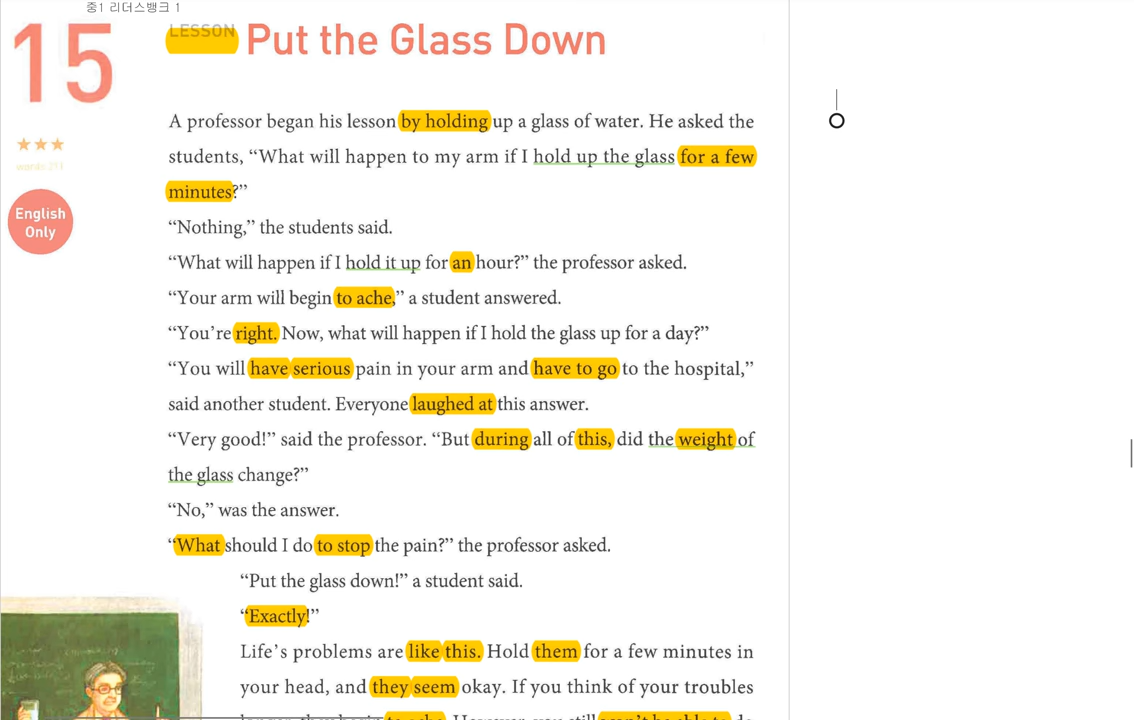 중1 리더스뱅크 1
15
LESSON
Put the Glass Down
words 211
English
Only
A professor began his lesson by holding up a glass of water. He asked the
students, “What will happen to my arm if I hold up the glass for a few
minutes?”
“Nothing,” the students said.
“What will happen if I hold it up for an hour?” the professor asked.
“Your arm will begin to ache,” a student answered.
“You’re right. Now, what will happen if I hold the glass up for a day?”
“You will have serious pain in your arm and have to go to the hospital,”
said another student. Everyone laughed at this answer.
“Very good!” said the professor. “But during all of this, did the weight of
the glass change?”
“No,” was the answer.
“What should I do to stop the pain?” the professor asked.
“Put the glass down!” a student said.
“Exactly!”
Life’s problems are like this. Hold them for a few minutes in
your head, and they seem okay. If you think of your troubles